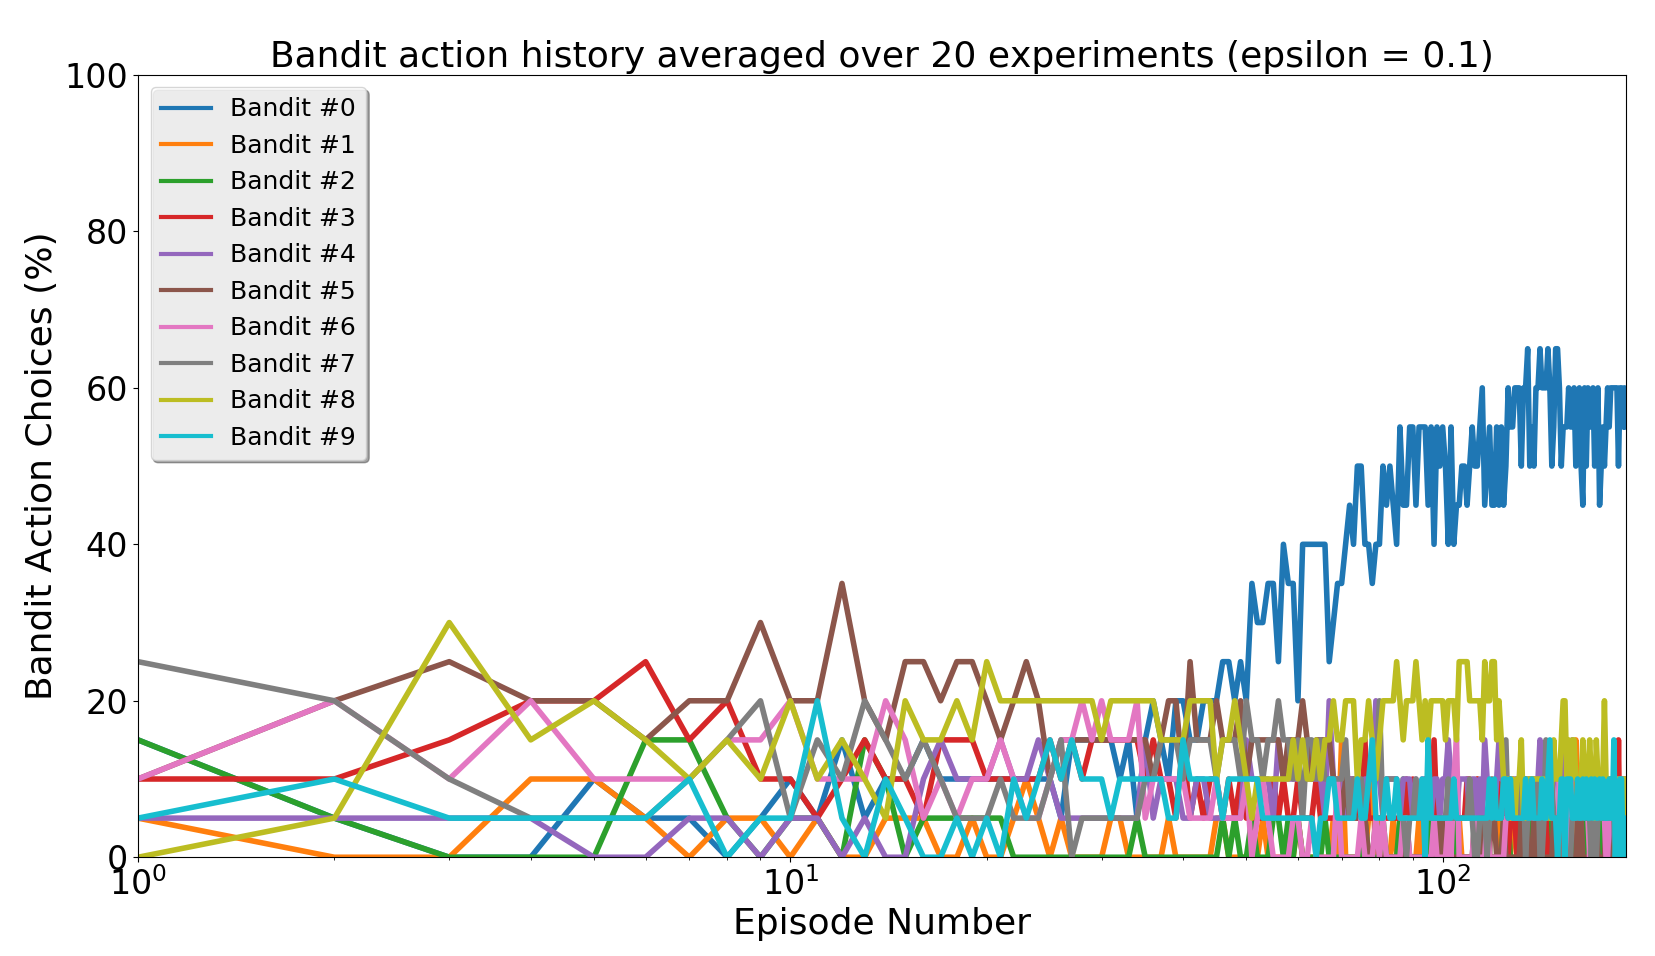 Bandit action history averaged over 20 experiments (epsilon = 0.1)
Bandit Action Choices (%)
100
80
60
40
20
0
Bandit #0
Bandit #1
Bandit #2
Bandit #3
Bandit #4
Bandit #5
Bandit #6
Bandit #7
Bandit #8
Bandit #9
10⁰ 10¹ 10²
Episode Number